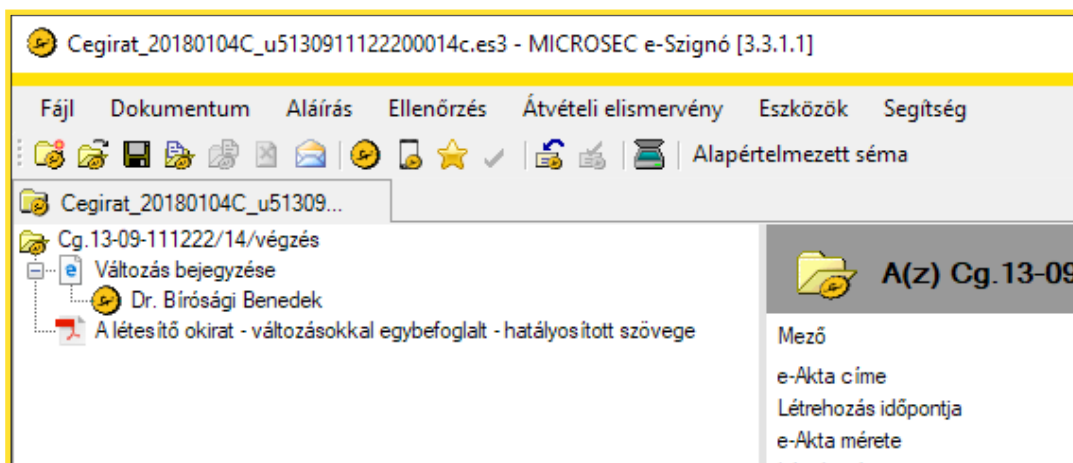 Cegirat_20180104C_u5130911122200014c.es3 - MICROSEC e-Szignó [3.3.1.1]
Fájl Dokumentum Aláírás Ellenőrzés Átvételi elismervény Eszközök Segítség
Alapértelmezett séma
Cegirat_20180104C_u51309...
Cg.13-09-111222/14/végzés
Változás bejegyzése
Dr. Bírósági Benedek
A létesítő okirat - változásokkal egybefoglalt - hatályosított szövege
A(z) Cg.13-09
Mező
e-Akta címe
Létrehozás időpontja
e-Akta mérete